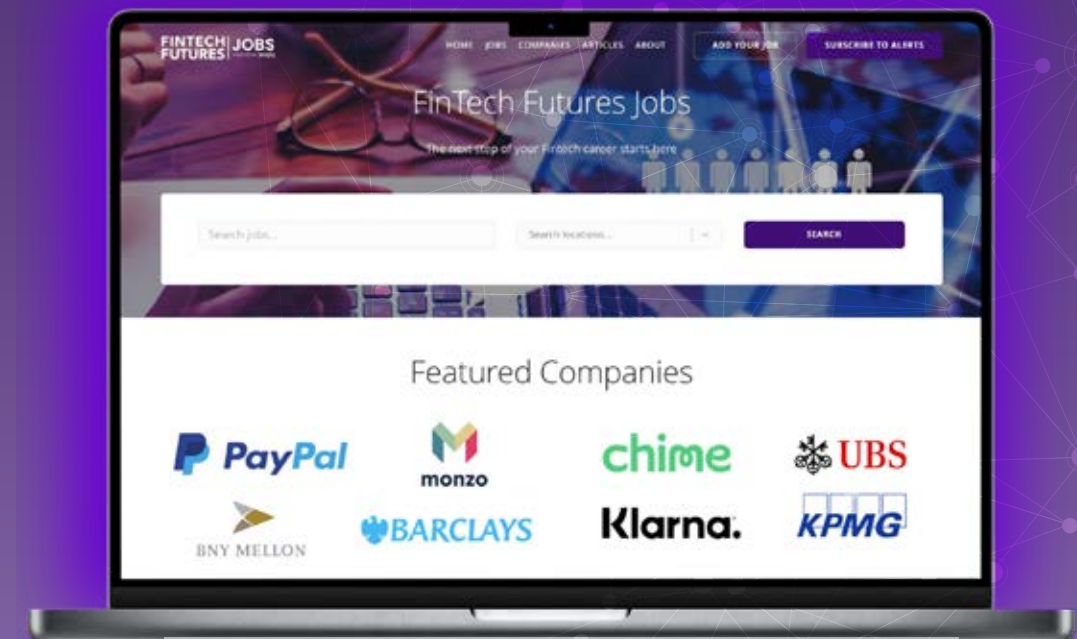 FINTECH JOBS
FUTURES
HOME JOBS COMPANIES ARTICLES ABOUT ADD YOUR JOB SUBSCRIBE TO ALERTS
FinTech Futures Jobs
The next step of your Fintech career starts here
Search jobs...
Search locations...
SEARCH
Featured Companies
PayPal
monzo
chime
UBS
BNY MELLON
BARCLAYS
Klarna.
KPMG